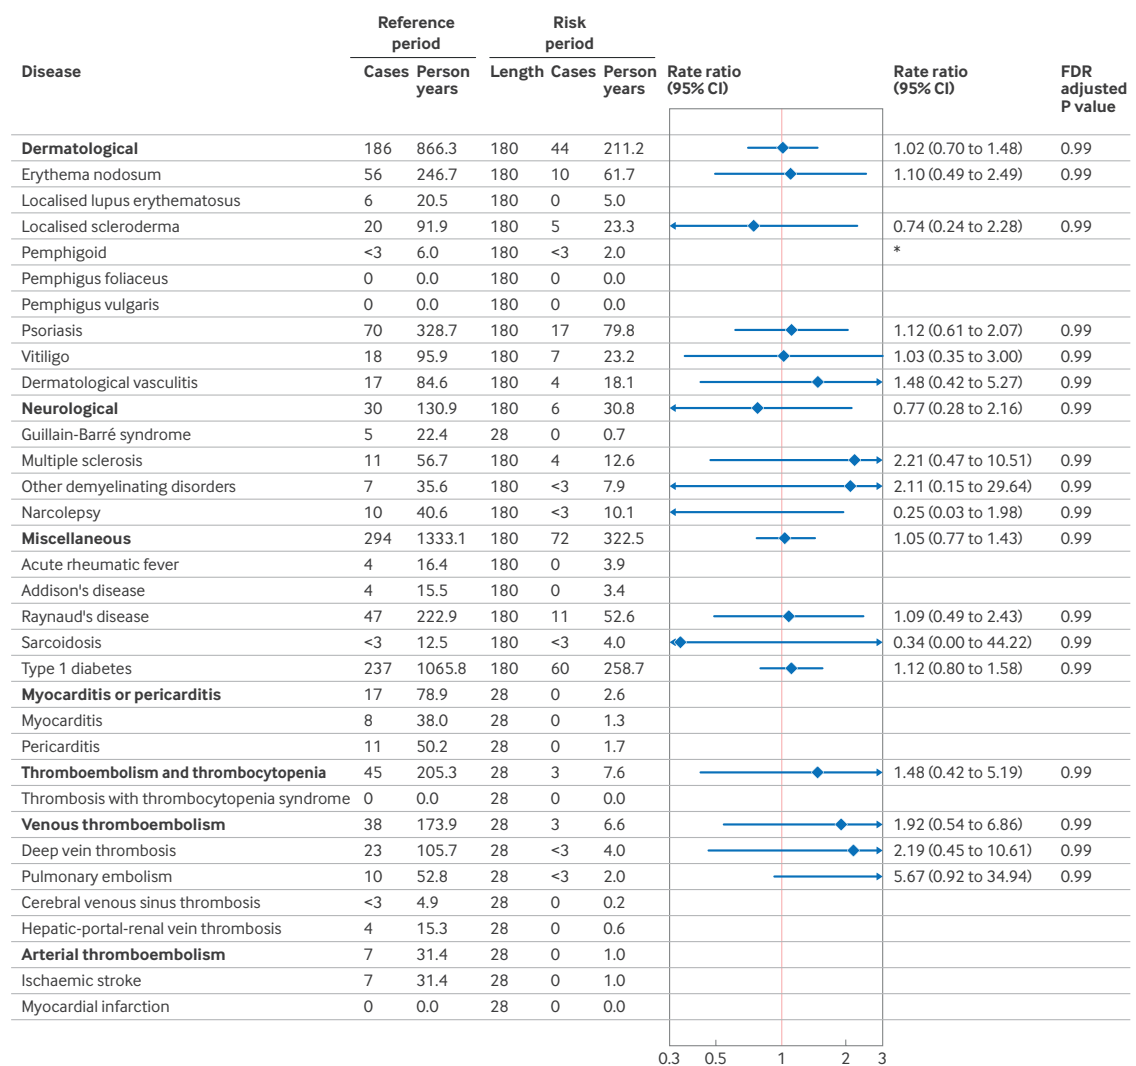 Reference period Risk period
Disease Cases Person years Length Cases Person years Rate ratio (95% CI) Rate ratio (95% CI) FDR adjusted P value
Dermatological 186 866.3 180 44 211.2 1.02 (0.70 to 1.48) 0.99
Erythema nodosum 56 246.7 180 10 61.7 1.10 (0.49 to 2.49) 0.99
Localised lupus erythematosus 6 20.5 180 0 5.0
Localised scleroderma 20 91.9 180 5 23.3 0.74 (0.24 to 2.28) 0.99
Pemphigoid <3 6.0 180 <3 2.0 *
Pemphigus foliaceus 0 0.0 180 0 0.0
Pemphigus vulgaris 0 0.0 180 0 0.0
Psoriasis 70 328.7 180 17 79.8 1.12 (0.61 to 2.07) 0.99
Vitiligo 18 95.9 180 7 23.2 1.03 (0.35 to 3.00) 0.99
Dermatological vasculitis 17 84.6 180 4 18.1 1.48 (0.42 to 5.27) 0.99
Neurological 30 130.9 180 6 30.8 0.77 (0.28 to 2.16) 0.99
Guillain-Barré syndrome 5 22.4 28 0 0.7
Multiple sclerosis 11 56.7 180 4 12.6 2.21 (0.47 to 10.51) 0.99
Other demyelinating disorders 7 35.6 180 <3 7.9 2.11 (0.15 to 29.64) 0.99
Narcolepsy 10 40.6 180 <3 10.1 0.25 (0.03 to 1.98) 0.99
Miscellaneous 294 1333.1 180 72 322.5 1.05 (0.77 to 1.43) 0.99
Acute rheumatic fever 4 16.4 180 0 3.9
Addison's disease 4 15.5 180 0 3.4
Raynaud's disease 47 222.9 180 11 52.6 1.09 (0.49 to 2.43) 0.99
Sarcoidosis <3 12.5 180 <3 4.0 0.34 (0.00 to 44.22) 0.99
Type 1 diabetes 237 1065.8 180 60 258.7 1.12 (0.80 to 1.58) 0.99
Myocarditis or pericarditis 17 78.9 28 0 2.6
Myocarditis 8 38.0 28 0 1.3
Pericarditis 11 50.2 28 0 1.7
Thromboembolism and thrombocytopenia 45 205.3 28 3 7.6 1.48 (0.42 to 5.19) 0.99
Thrombosis with thrombocytopenia syndrome 0 0.0 28 0 0.0
Venous thromboembolism 38 173.9 28 3 6.6 1.92 (0.54 to 6.86) 0.99
Deep vein thrombosis 23 105.7 28 <3 4.0 2.19 (0.45 to 10.61) 0.99
Pulmonary embolism 10 52.8 28 <3 2.0 5.67 (0.92 to 34.94) 0.99
Cerebral venous sinus thrombosis <3 4.9 28 0 0.2
Hepatic-portal-renal vein thrombosis 4 15.3 28 0 0.6
Arterial thromboembolism 7 31.4 28 0 1.0
Ischaemic stroke 7 31.4 28 0 1.0
Myocardial infarction 0 0.0 28 0 0.0
0.3 0.5 1 2 3